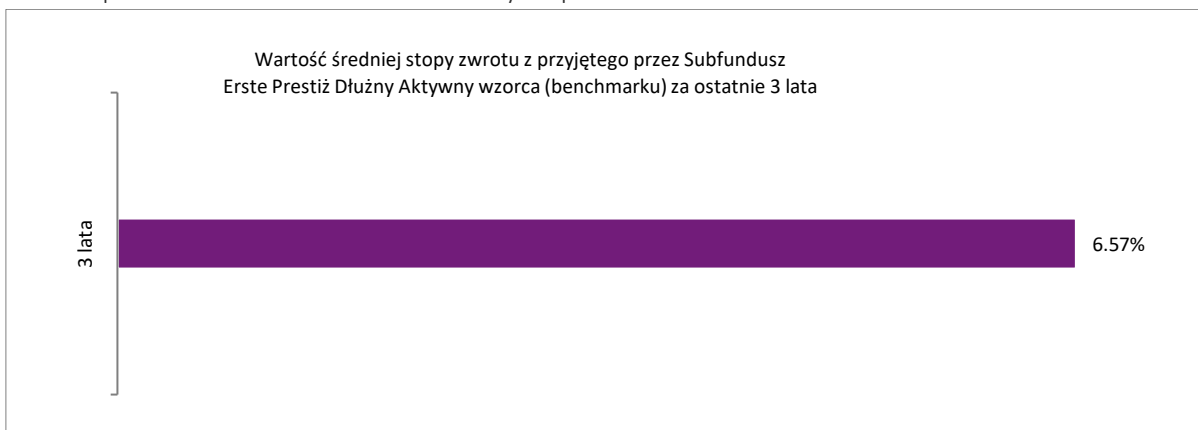 Wartość średniej stopy zwrotu z przyjętego przez Subfundusz
Erste Prestiż Dłużny Aktywny wzorca (benchmarku) za ostatnie 3 lata
3 lata
6.57%